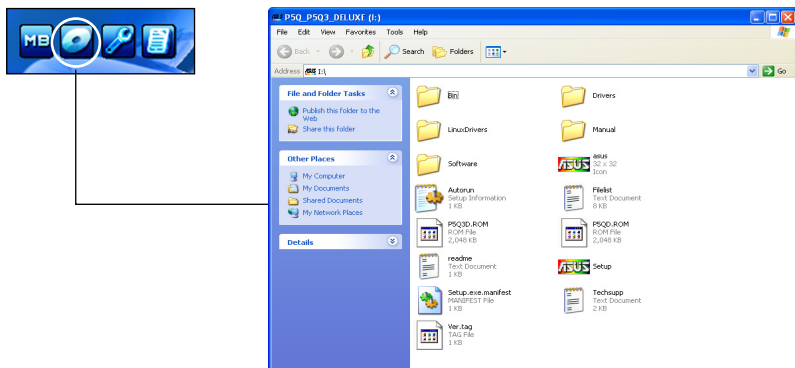 MB
P5Q_P5Q3_DELUXE (I:)
File Edit View Favorites Tools Help
Back Search Folders
Address I:\ Go
File and Folder Tasks
Publish this folder to the
Web
Share this folder
Other Places
My Computer
My Documents
Shared Documents
My Network Places
Details
Bin
Drivers
LinuxDrivers
Manual
Software
ASUS
asus
32 x 32
Icon
Autorun
Setup Information
1 KB
Filelist
Text Document
8 KB
P5Q3D.ROM
ROM File
2,048 KB
P5QD.ROM
ROM File
2,048 KB
readme
Text Document
1 KB
ASUS
Setup
Setup.exe.manifest
MANIFEST File
1 KB
Techsupp
Text Document
2 KB
Ver.tag
TAG File
1 KB